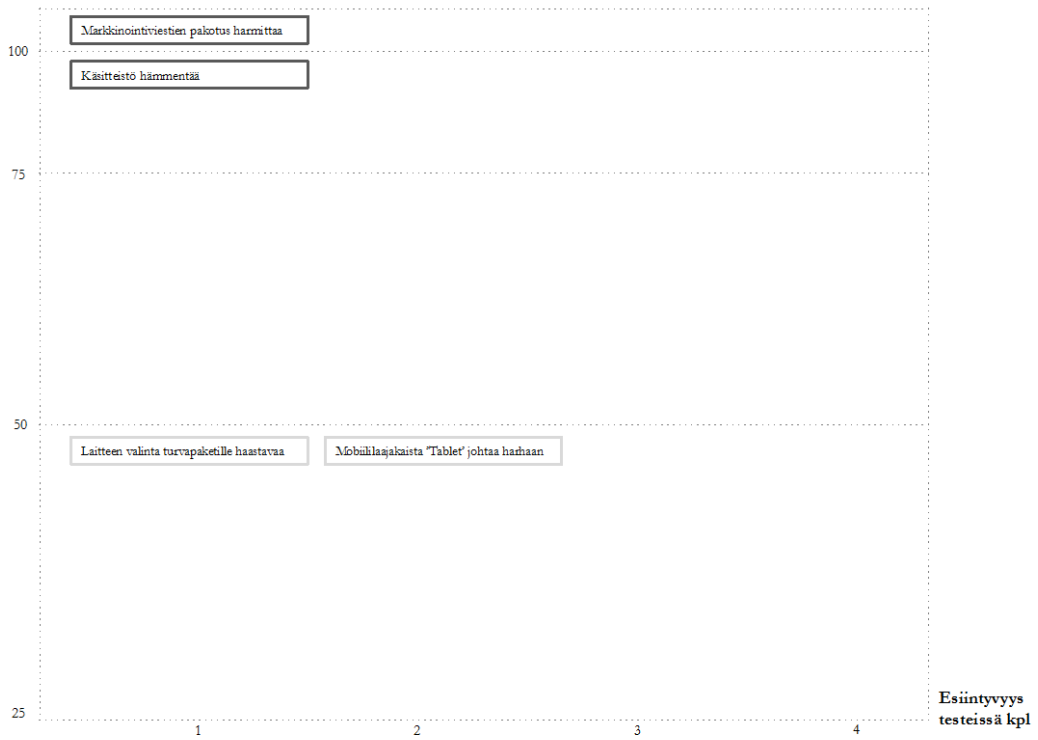 Markkinointiviestien pakotus harmittaa
100
Käsitteistö hämmentää
75
50
Laitteen valinta turvapaketille haastavaa
Mobiililaajakaista 'Tablet' johtaa harhaan
25
Esiintyvyys
testeissä kpl
1
2
3
4